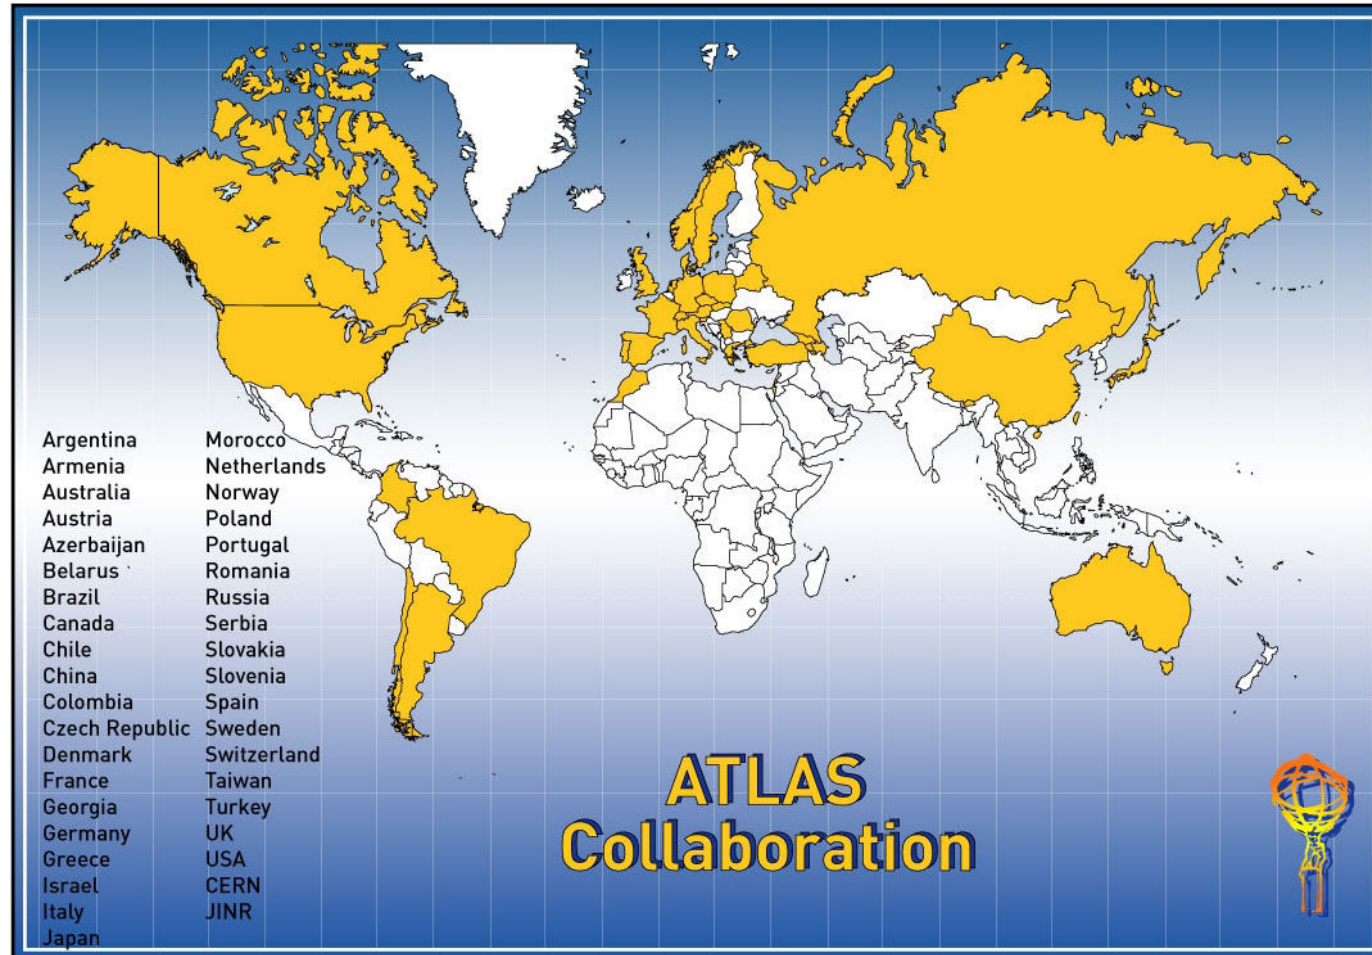 Argentina
Armenia
Australia
Austria
Azerbaijan
Belarus
Brazil
Canada
Chile
China
Colombia
Czech Republic
Denmark
France
Georgia
Germany
Greece
Israel
Italy
Japan
Morocco
Netherlands
Norway
Poland
Portugal
Romania
Russia
Serbia
Slovakia
Slovenia
Spain
Sweden
Switzerland
Taiwan
Turkey
UK
USA
CERN
JINR
ATLAS
Collaboration